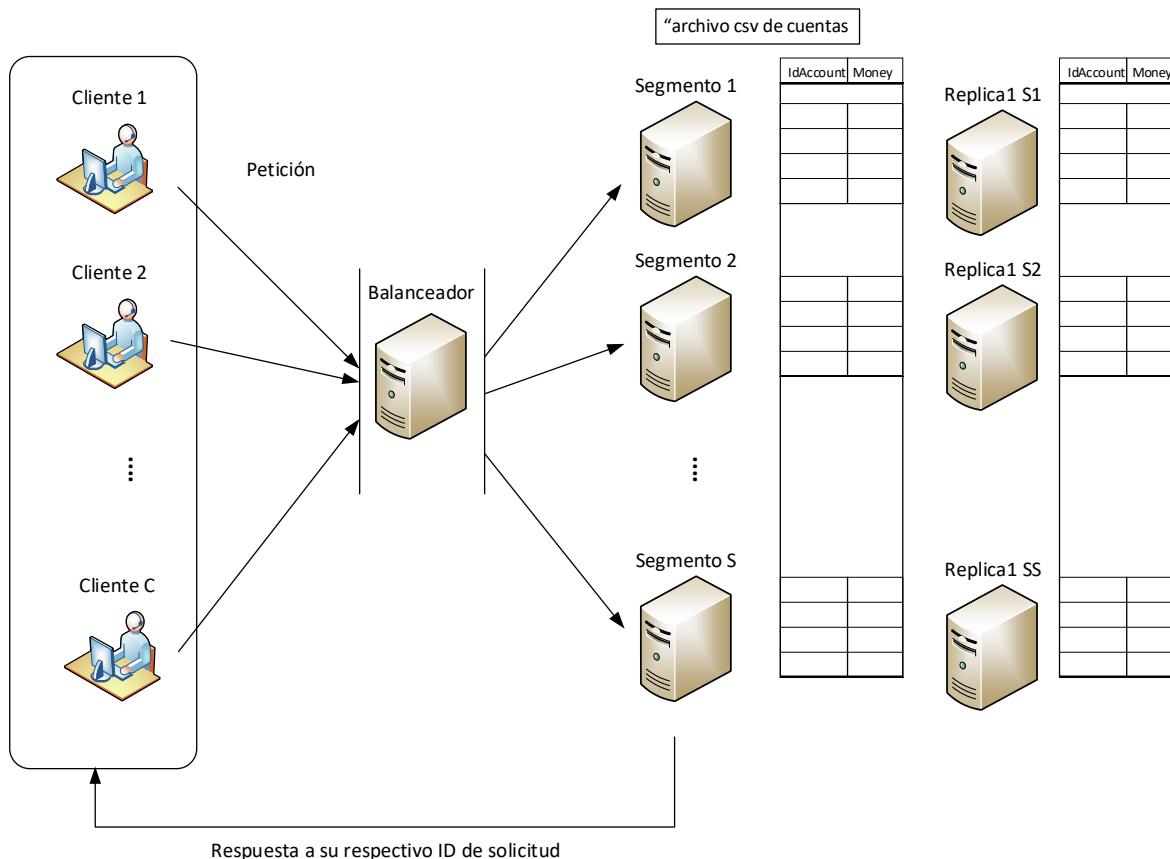 "archivo csv de cuentas
Cliente 1
Petición
Cliente 2
Cliente C
Balanceador
Segmento 1
Segmento 2
Segmento S
IdAccount Money
Replica1 S1
Replica1 S2
Replica1 SS
IdAccount Money
Respuesta a su respectivo ID de solicitud